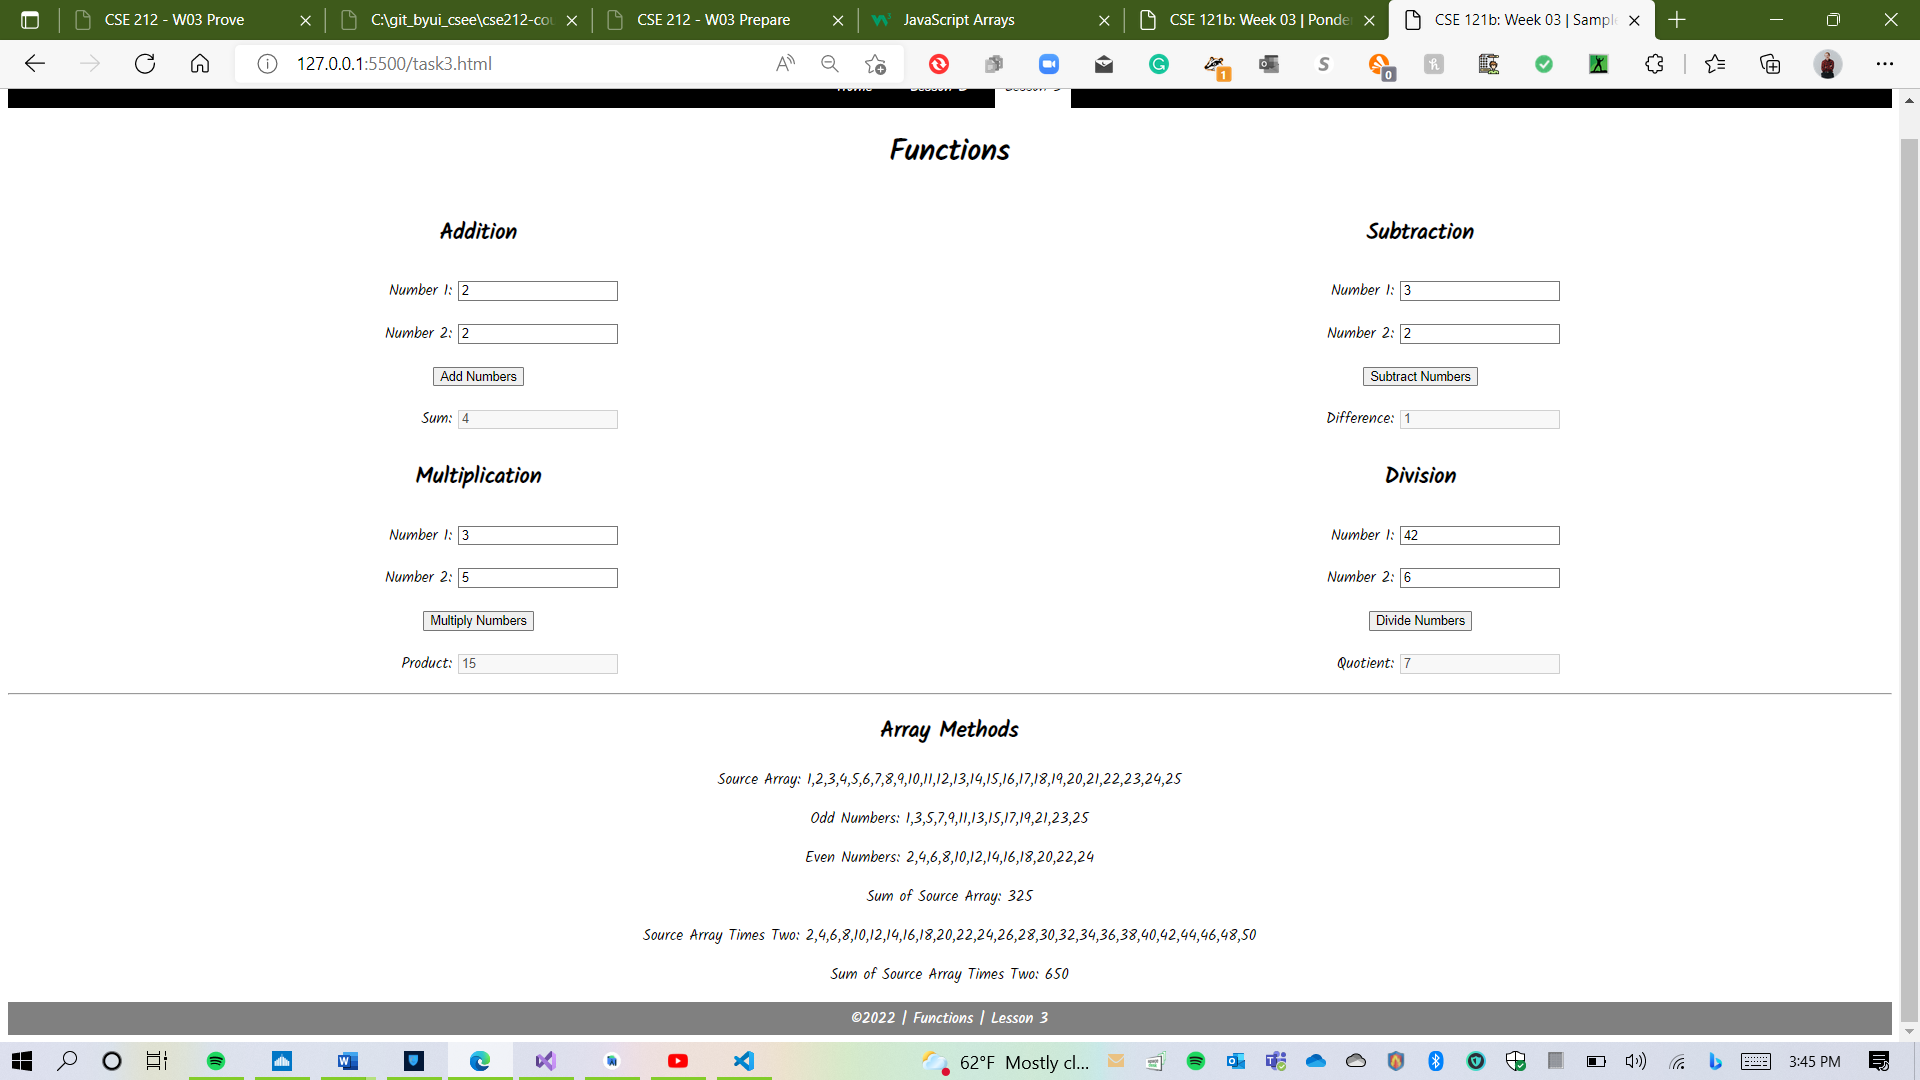 CSE 212 - W03 Prove
C:\git_byui_csee\cse212-cou
CSE 212 - W03 Prepare
JavaScript Arrays
CSE 121b: Week 03 | Ponde
CSE 121b: Week 03 | Sample
127.0.0.1:5500/task3.html
1
0
Home Lesson 2 Lesson 3
Functions
Addition
Number 1: 2
Number 2: 2
Add Numbers
Sum: 4
Subtraction
Number 1: 3
Number 2: 2
Subtract Numbers
Difference: 1
Multiplication
Number 1: 3
Number 2: 5
Multiply Numbers
Product: 15
Division
Number 1: 42
Number 2: 6
Divide Numbers
Quotient: 7
Array Methods
Source Array: 1,2,3,4,5,6,7,8,9,10,11,12,13,14,15,16,17,18,19,20,21,22,23,24,25
Odd Numbers: 1,3,5,7,9,11,13,15,17,19,21,23,25
Even Numbers: 2,4,6,8,10,12,14,16,18,20,22,24
Sum of Source Array: 325
Source Array Times Two: 2,4,6,8,10,12,14,16,18,20,22,24,26,28,30,32,34,36,38,40,42,44,46,48,50
Sum of Source Array Times Two: 650
©2022 | Functions | Lesson 3
62°F Mostly cl...
3:45 PM